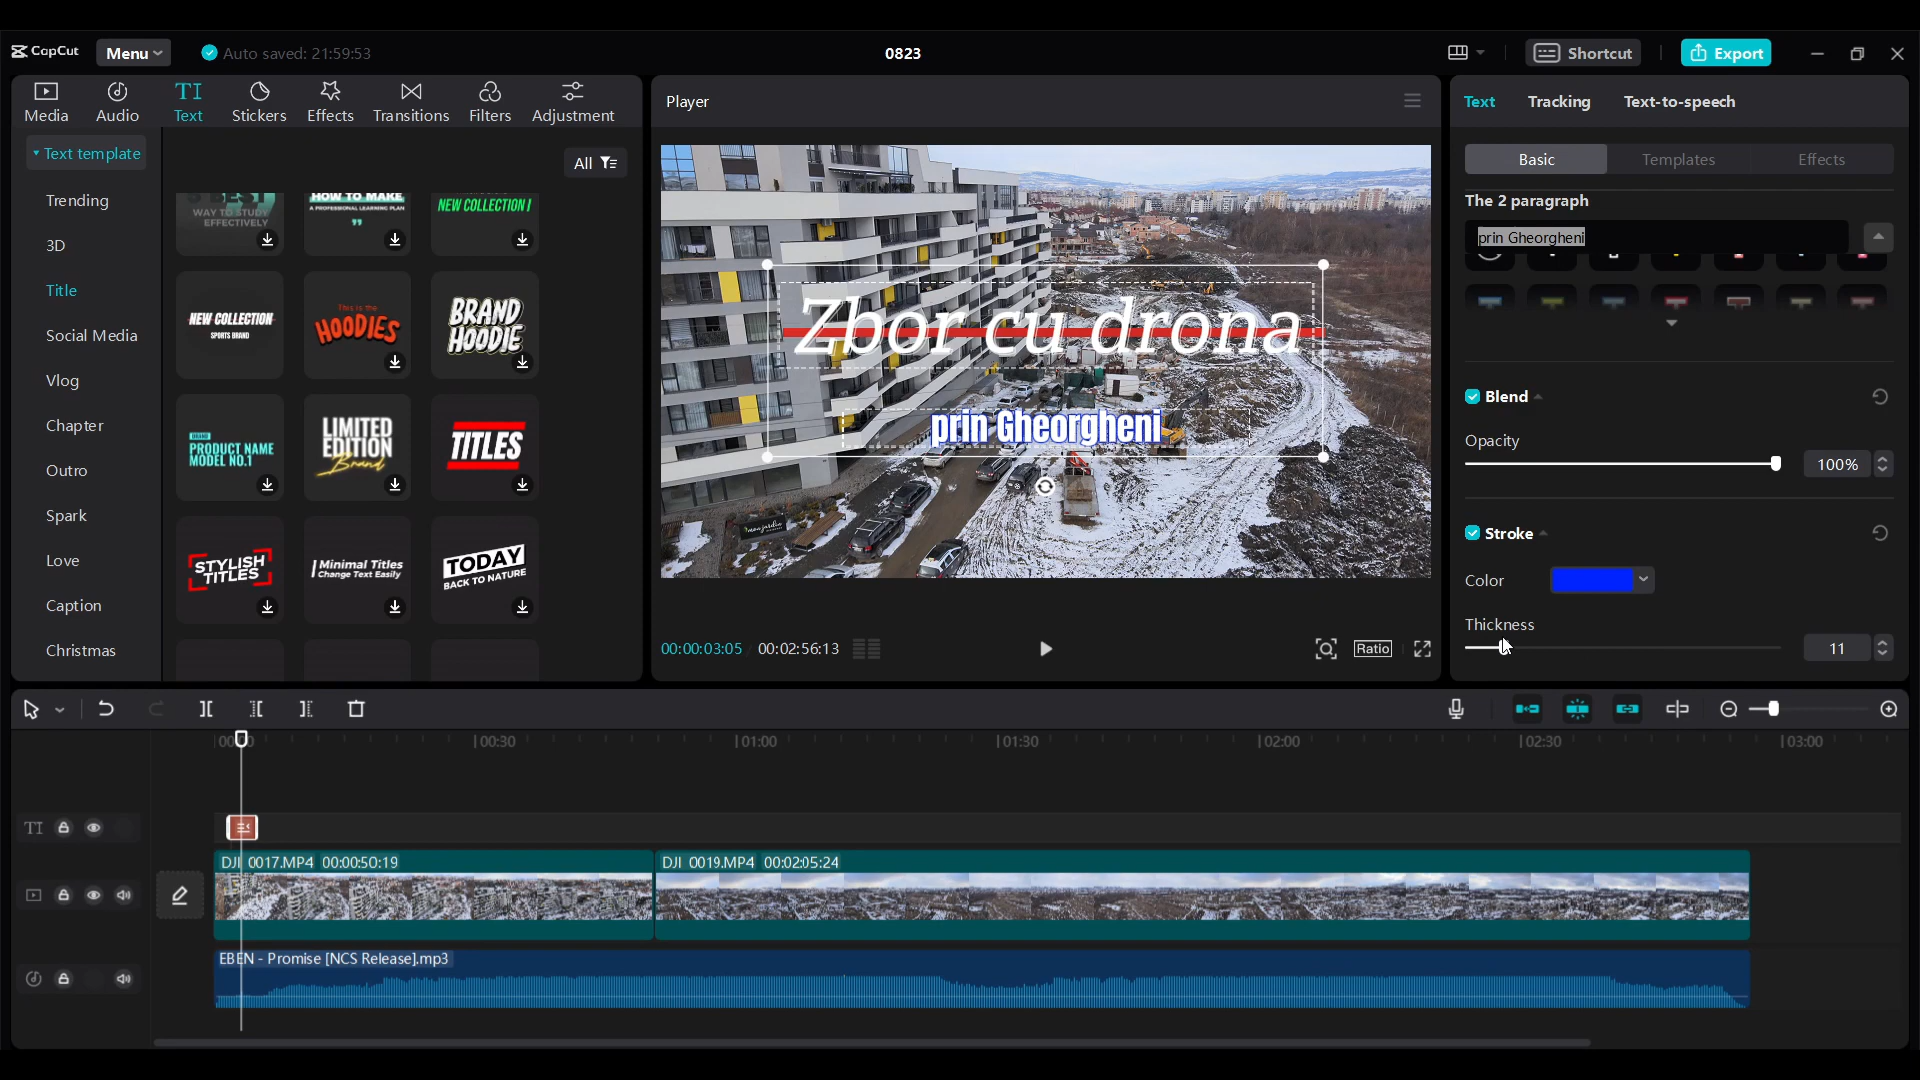 CapCut
Menu
Auto saved: 21:59:53
0823
Shortcut
Export
Media
Audio
Text
Stickers
Effects
Transitions
Filters
Adjustment
Text template
Trending
3D
Title
Social Media
Vlog
Chapter
Outro
Spark
Love
Caption
Christmas
All
WAY TO STUDY
EFFECTIVELY
HOW TO MAKE
A PROFESSIONAL LEARNING PLAN
NEW COLLECTION!
NEW COLLECTION
SPORTS BRAND
This is the
HOODIES
BRAND
HOODIE
BRAND
PRODUCT NAME
MODEL NO.1
LIMITED
EDITION
Brand
TITLES
STYLISH
TITLES
Minimal Titles
Change Text Easily
TODAY
BACK TO NATURE
Player
Zbor cu drona
prin Gheorgheni
00:00:03:05
00:02:56:13
Ratio
Text
Tracking
Text-to-speech
Basic
Templates
Effects
The 2 paragraph
prin Gheorgheni
Blend
Opacity
100%
Stroke
Color
Thickness
11
00:00
00:30
01:00
01:30
02:00
02:30
03:00
TI
DJI_0017.MP4 00:00:50:19
DJI_0019.MP4 00:02:05:24
EBEN - Promise [NCS Release].mp3